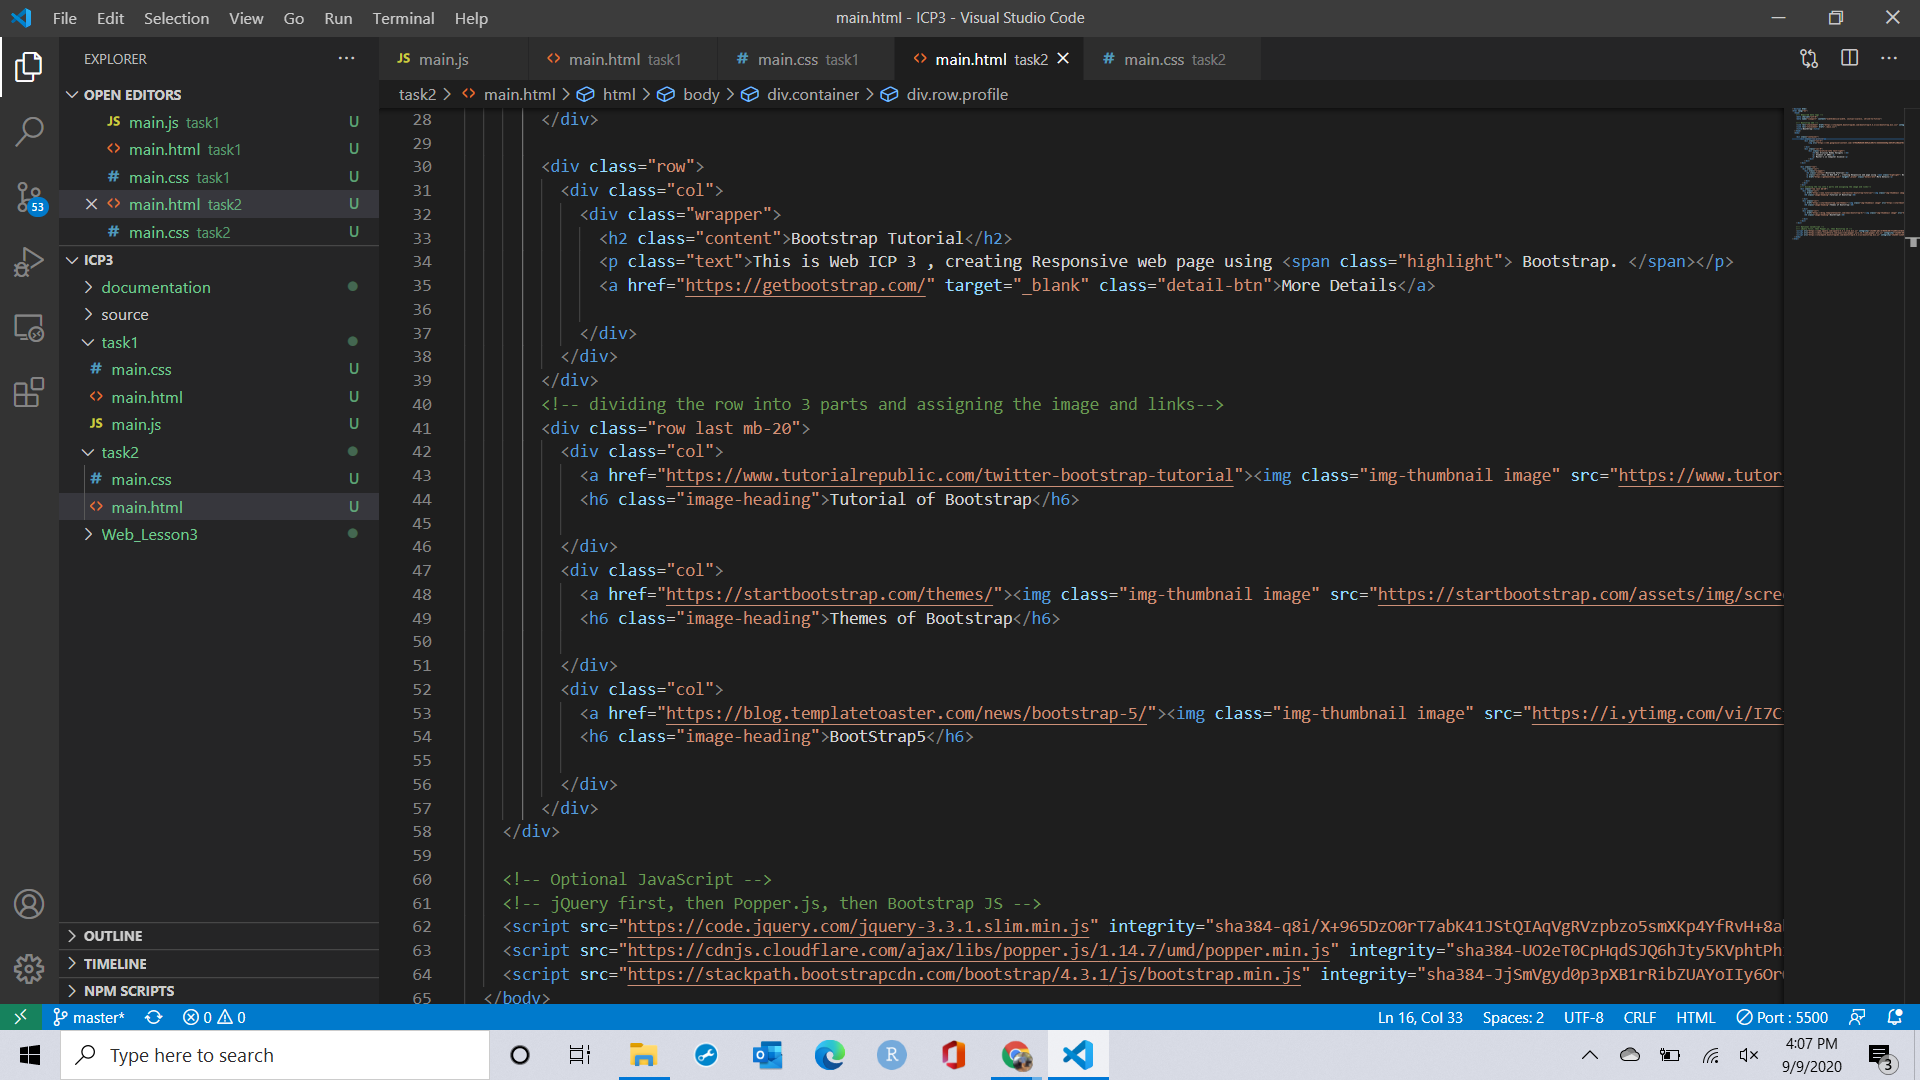 File Edit Selection View Go Run Terminal Help
main.html - ICP3 - Visual Studio Code
EXPLORER
OPEN EDITORS
JS main.js task1 U
<> main.html task1 U
# main.css task1 U
<> main.html task2 U
# main.css task2 U
ICP3
documentation
source
task1
# main.css U
<> main.html U
JS main.js U
task2
# main.css U
<> main.html U
Web_Lesson3
OUTLINE
TIMELINE
NPM SCRIPTS
53
JS main.js <> main.html task1 # main.css task1 <> main.html task2 # main.css task2
task2 > <> main.html > html > body > div.container > div.row.profile
28 </div>
29
30 <div class="row">
31 <div class="col">
32 <div class="wrapper">
33 <h2 class="content">Bootstrap Tutorial</h2>
34 <p class="text">This is Web ICP 3 , creating Responsive web page using <span class="highlight"> Bootstrap. </span></p>
35 <a href="https://getbootstrap.com/" target="_blank" class="detail-btn">More Details</a>
36
37 </div>
38 </div>
39 </div>
40 <!-- dividing the row into 3 parts and assigning the image and links-->
41 <div class="row last mb-20">
42 <div class="col">
43 <a href="https://www.tutorialrepublic.com/twitter-bootstrap-tutorial"><img class="img-thumbnail image" src="https://www.tutor
44 <h6 class="image-heading">Tutorial of Bootstrap</h6>
45
46 </div>
47 <div class="col">
48 <a href="https://startbootstrap.com/themes/"><img class="img-thumbnail image" src="https://startbootstrap.com/assets/img/scre
49 <h6 class="image-heading">Themes of Bootstrap</h6>
50
51 </div>
52 <div class="col">
53 <a href="https://blog.templatetoaster.com/news/bootstrap-5/"><img class="img-thumbnail image" src="https://i.ytimg.com/vi/I7C
54 <h6 class="image-heading">BootStrap5</h6>
55
56 </div>
57 </div>
58 </div>
59
60 <!-- Optional JavaScript -->
61 <!-- jQuery first, then Popper.js, then Bootstrap JS -->
62 <script src="https://code.jquery.com/jquery-3.3.1.slim.min.js" integrity="sha384-q8i/X+965DzO0rT7abK41JStQIAqVgRVzpbzo5smXKp4YfRvH+8a
63 <script src="https://cdnjs.cloudflare.com/ajax/libs/popper.js/1.14.7/umd/popper.min.js" integrity="sha384-UO2eT0CpHqdSJQ6hJty5KVphtPh
64 <script src="https://stackpath.bootstrapcdn.com/bootstrap/4.3.1/js/bootstrap.min.js" integrity="sha384-JjSmVgyd0p3pXB1rRibZUAYoIIy6Or
65 </body>
master* 0 0 Ln 16, Col 33 Spaces: 2 UTF-8 CRLF HTML Port : 5500
Type here to search
R
4:07 PM
9/9/2020
3